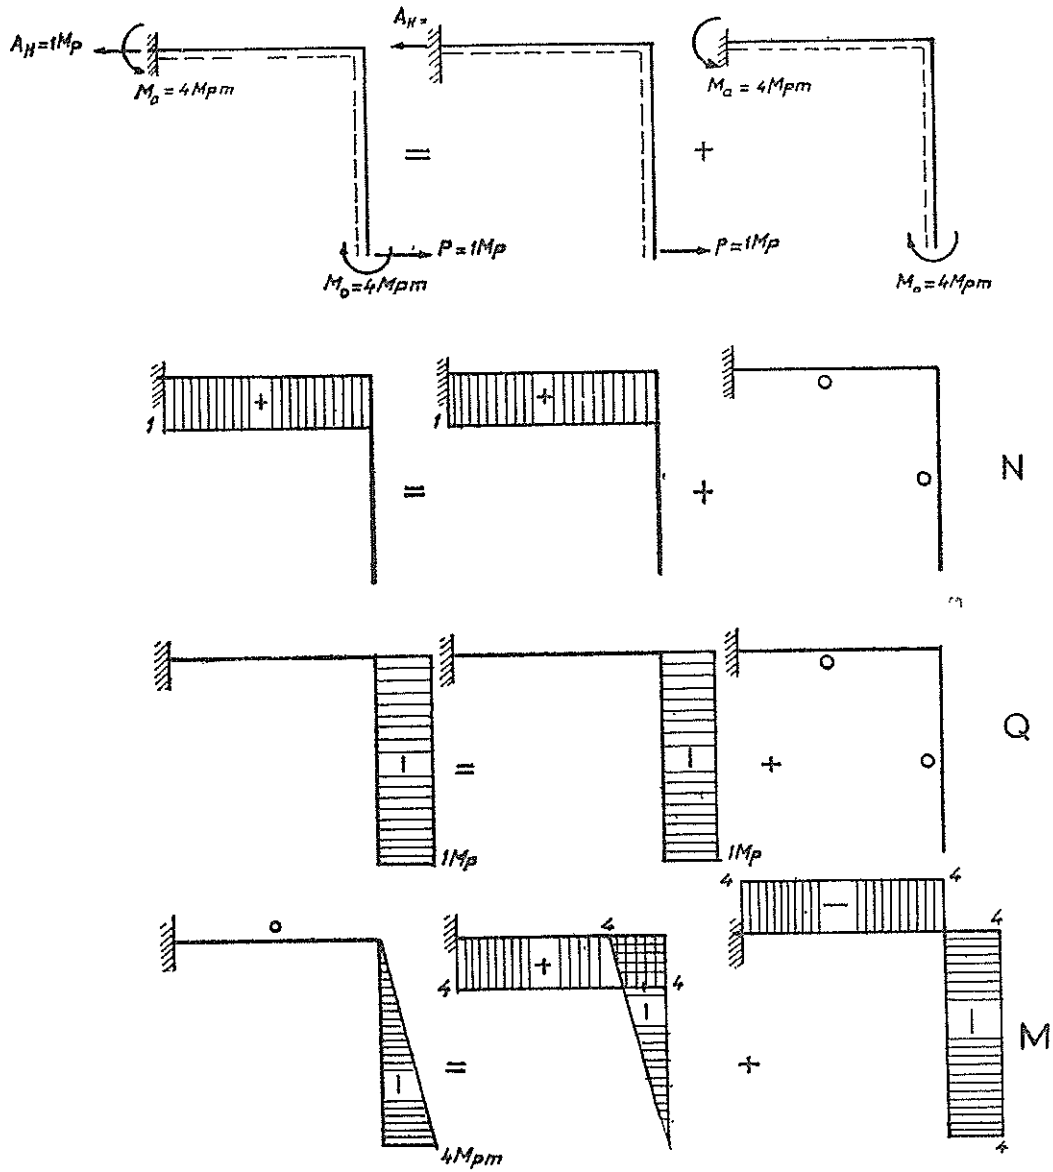 A_H=1Mp
A_H=
M_a=4Mpm
M_a=4Mpm
=
+
P=1Mp
P=1Mp
M_o=4Mpm
M_o=4Mpm
1
+
1
+
O
O
=
+
N
O
O
−
=
−
+
Q
1Mp
1Mp
4
−
4
O
4
+
4
4
4
−
−
=
−
+
M
4Mpm
4